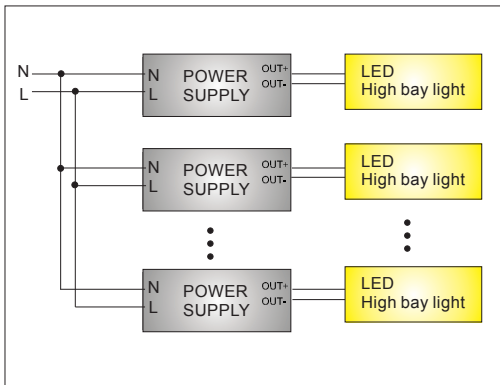 N
L
N
L
POWER
SUPPLY
OUT+
OUT-
LED
High bay light
N
L
POWER
SUPPLY
OUT+
OUT-
LED
High bay light
N
L
POWER
SUPPLY
OUT+
OUT-
LED
High bay light